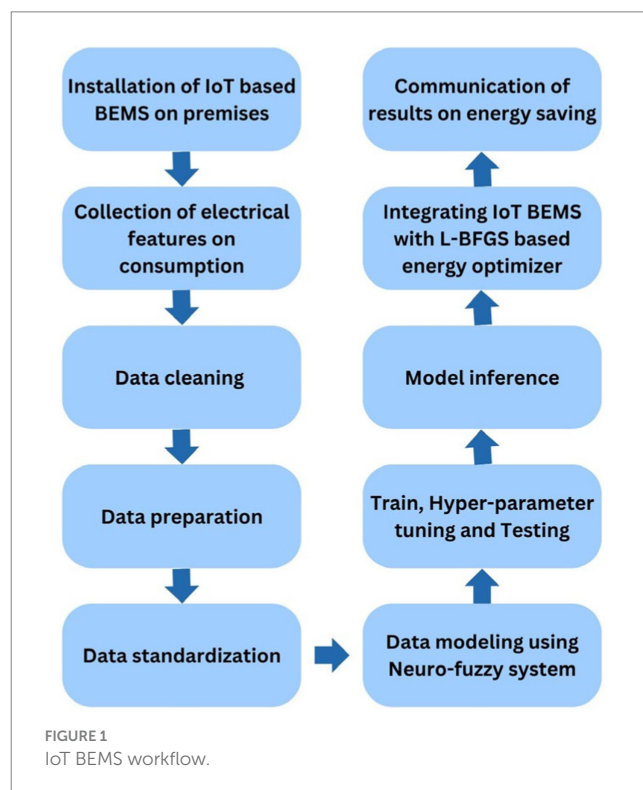 Installation of IoT based
BEMS on premises
Collection of electrical
features on
consumption
Data cleaning
Data preparation
Data standardization
Data modeling using
Neuro-fuzzy system
Train, Hyper-parameter
tuning and Testing
Model inference
Integrating IoT BEMS
with L-BFGS based
energy optimizer
Communication of
results on energy saving
FIGURE 1
IoT BEMS workflow.